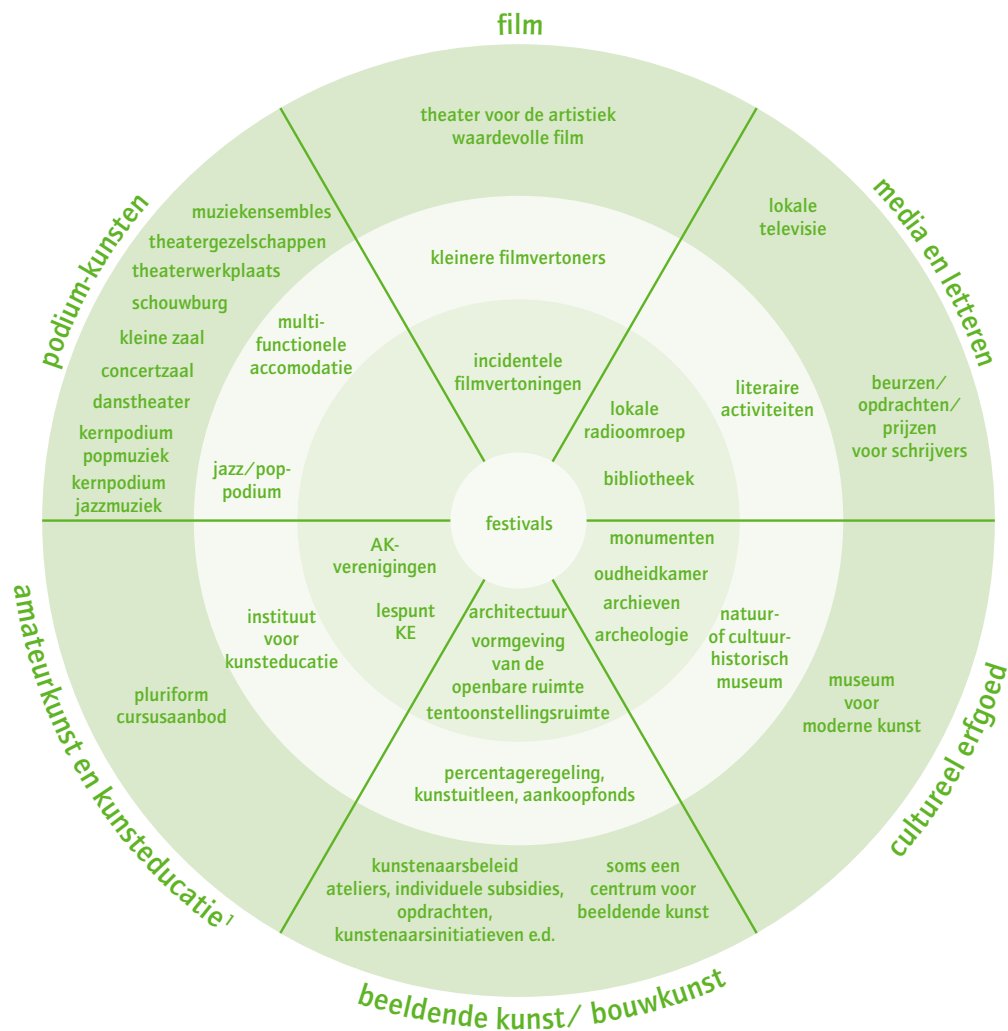 film
theater voor de artistiek
waardevolle film
kleinere filmvertoners
incidentele
filmvertoningen
media en letteren
lokale
televisie
beurzen/
opdrachten/
prijzen
voor schrijvers
literaire
activiteiten
lokale
radioomroep
bibliotheek
cultureel erfgoed
monumenten
oudheidkamer
archieven
archeologie
natuur-
of cultuur-
historisch
museum
museum
voor
moderne kunst
beeldende kunst/ bouwkunst
architectuur
vormgeving
van de
openbare ruimte
tentoonstellingsruimte
percentageregeling,
kunstuitleen, aankoopfonds
kunstenaarsbeleid
ateliers, individuele subsidies,
opdrachten,
kunstenaarsinitiatieven e.d.
soms een
centrum voor
beeldende kunst
amateurkunst en kunsteducatie¹
AK-
verenigingen
lespunt
KE
instituut
voor
kunsteducatie
pluriform
cursusaanbod
podium-kunsten
muziekensembles
theatergezelschappen
theaterwerkplaats
schouwburg
kleine zaal
concertzaal
danstheater
kernpodium
popmuziek
kernpodium
jazzmuziek
multi-
functionele
accomodatie
jazz/pop-
podium
festivals